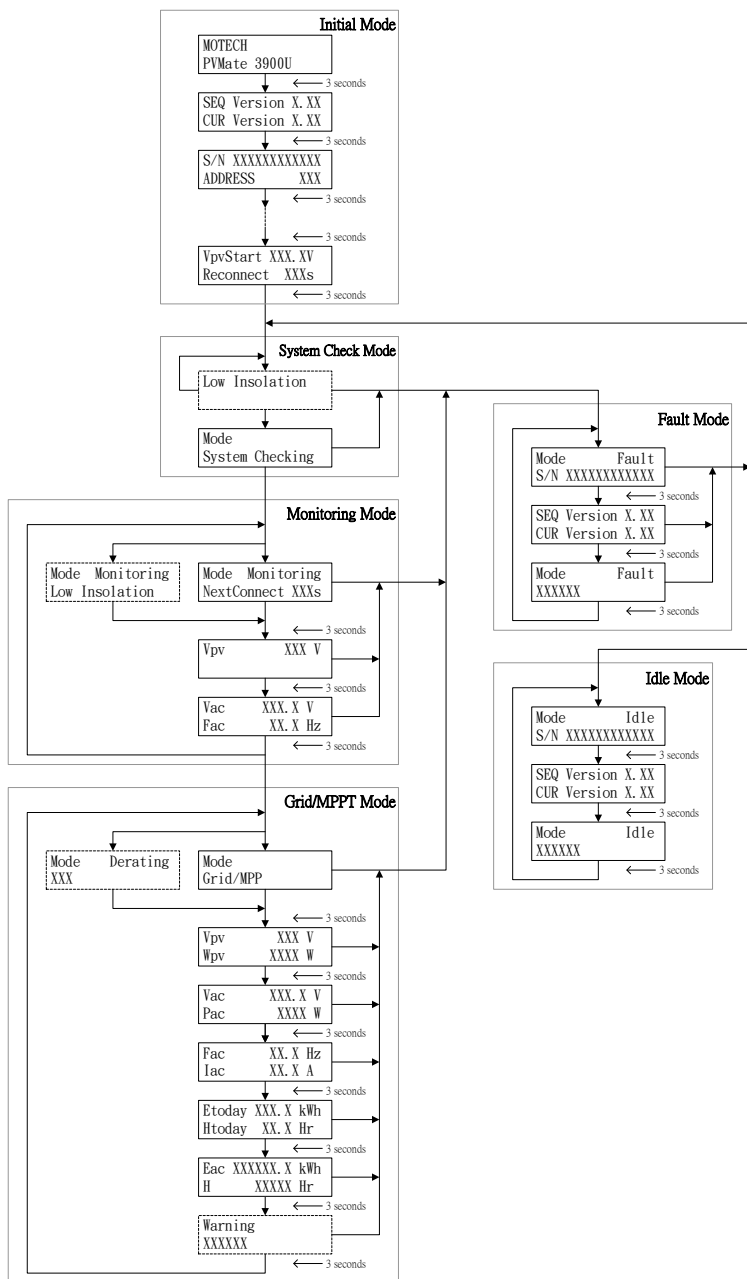 Initial Mode
MOTECH
PVMate 3900U
3 seconds
SEQ Version X.XX
CUR Version X.XX
3 seconds
S/N XXXXXXXXXXXX
ADDRESS XXX
3 seconds
3 seconds
VpvStart XXX.XV
Reconnect XXXs
3 seconds
System Check Mode
Low Insolation
Mode
System Checking
Monitoring Mode
Mode Monitoring
Low Insolation
Mode Monitoring
NextConnect XXXs
3 seconds
Vpv XXX V
3 seconds
Vac XXX.X V
Fac XX.X Hz
3 seconds
Grid/MPPT Mode
Mode Derating
XXX
Mode
Grid/MPP
3 seconds
Vpv XXX V
Wpv XXXX W
3 seconds
Vac XXX.X V
Pac XXXX W
3 seconds
Fac XX.X Hz
Iac XX.X A
3 seconds
Etoday XXX.X kWh
Htoday XX.X Hr
3 seconds
Eac XXXXXX.X kWh
H XXXXX Hr
3 seconds
Warning
XXXXXX
3 seconds
Fault Mode
Mode Fault
S/N XXXXXXXXXXXX
3 seconds
SEQ Version X.XX
CUR Version X.XX
3 seconds
Mode Fault
XXXXXX
3 seconds
Idle Mode
Mode Idle
S/N XXXXXXXXXXXX
3 seconds
SEQ Version X.XX
CUR Version X.XX
3 seconds
Mode Idle
XXXXXX
3 seconds